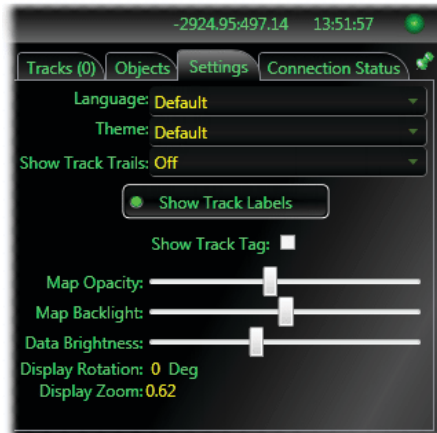 -2924.95:497.14 13:51:57
Tracks (0) Objects Settings Connection Status
Language: Default
Theme: Default
Show Track Trails: Off
Show Track Labels
Show Track Tag:
Map Opacity:
Map Backlight:
Data Brightness:
Display Rotation: 0 Deg
Display Zoom: 0.62